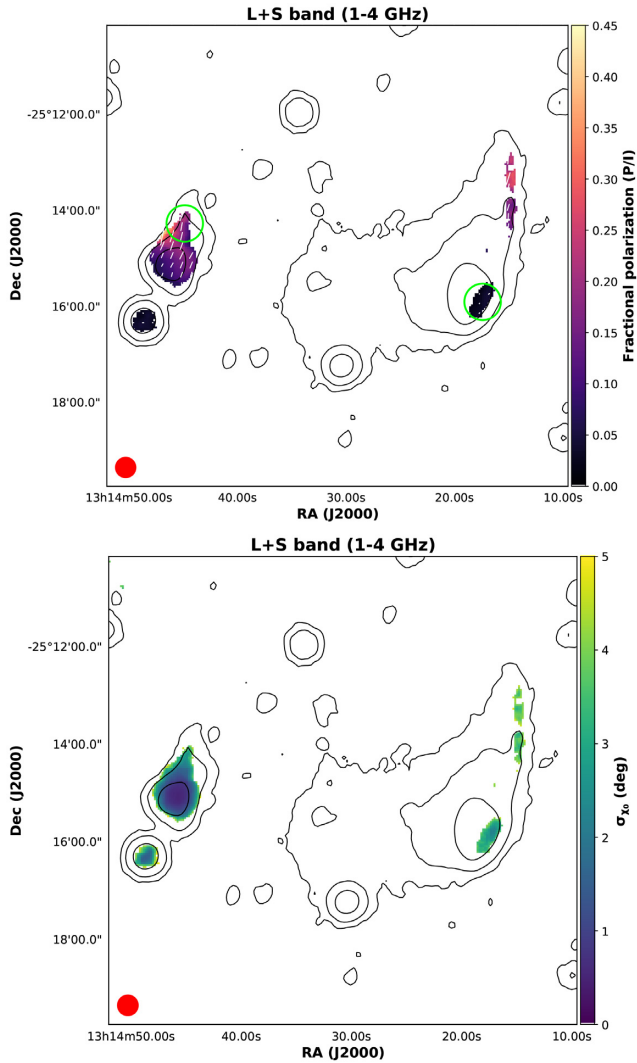 L+S band (1-4 GHz)
Dec (J2000)
-25°12'00.0"
14'00.0"
16'00.0"
18'00.0"
13h14m50.00s 40.00s 30.00s 20.00s 10.00s
RA (J2000)
0.45
0.40
0.35
0.30
0.25
0.20
0.15
0.10
0.05
0.00
Fractional polarization (P/I)
L+S band (1-4 GHz)
Dec (J2000)
-25°12'00.0"
14'00.0"
16'00.0"
18'00.0"
13h14m50.00s 40.00s 30.00s 20.00s 10.00s
RA (J2000)
5
4
3
2
1
0
σχ₀ (deg)